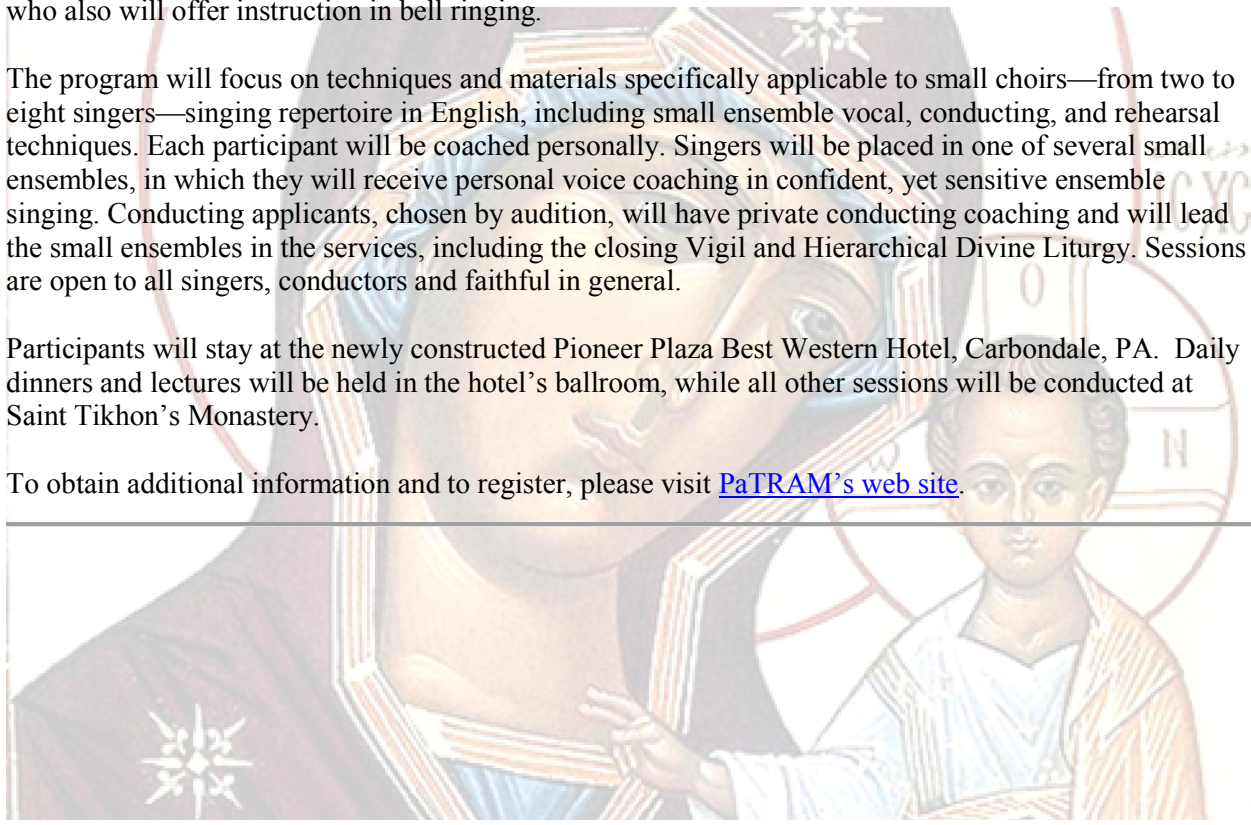 who also will offer instruction in bell ringing.
The program will focus on techniques and materials specifically applicable to small choirs—from two to
eight singers—singing repertoire in English, including small ensemble vocal, conducting, and rehearsal
techniques. Each participant will be coached personally. Singers will be placed in one of several small
ensembles, in which they will receive personal voice coaching in confident, yet sensitive ensemble
singing. Conducting applicants, chosen by audition, will have private conducting coaching and will lead
the small ensembles in the services, including the closing Vigil and Hierarchical Divine Liturgy. Sessions
are open to all singers, conductors and faithful in general.
Participants will stay at the newly constructed Pioneer Plaza Best Western Hotel, Carbondale, PA.  Daily
dinners and lectures will be held in the hotel’s ballroom, while all other sessions will be conducted at
Saint Tikhon’s Monastery.
To obtain additional information and to register, please visit PaTRAM’s web site.
IC XC
O
N